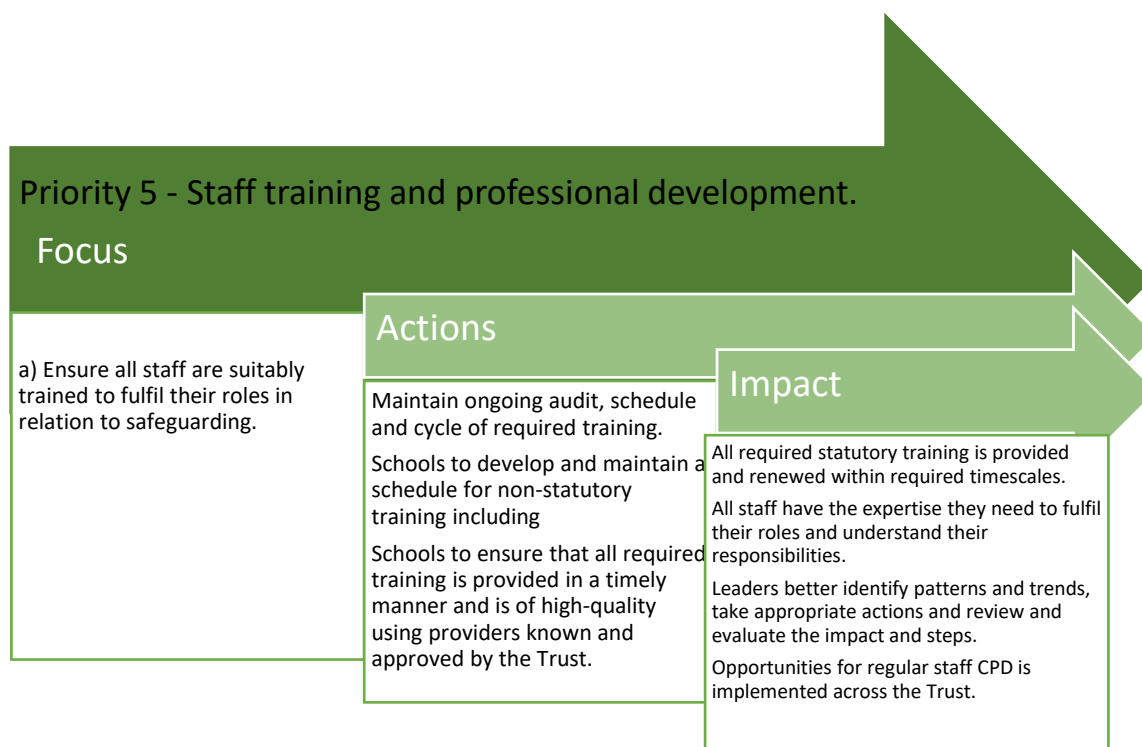 Priority 5 - Staff training and professional development.
Focus
a) Ensure all staff are suitably
trained to fulfil their roles in
relation to safeguarding.
Actions
Maintain ongoing audit, schedule
and cycle of required training.
Schools to develop and maintain a
schedule for non-statutory
training including
Schools to ensure that all required
training is provided in a timely
manner and is of high-quality
using providers known and
approved by the Trust.
Impact
All required statutory training is provided
and renewed within required timescales.
All staff have the expertise they need to fulfil
their roles and understand their
responsibilities.
Leaders better identify patterns and trends,
take appropriate actions and review and
evaluate the impact and steps.
Opportunities for regular staff CPD is
implemented across the Trust.